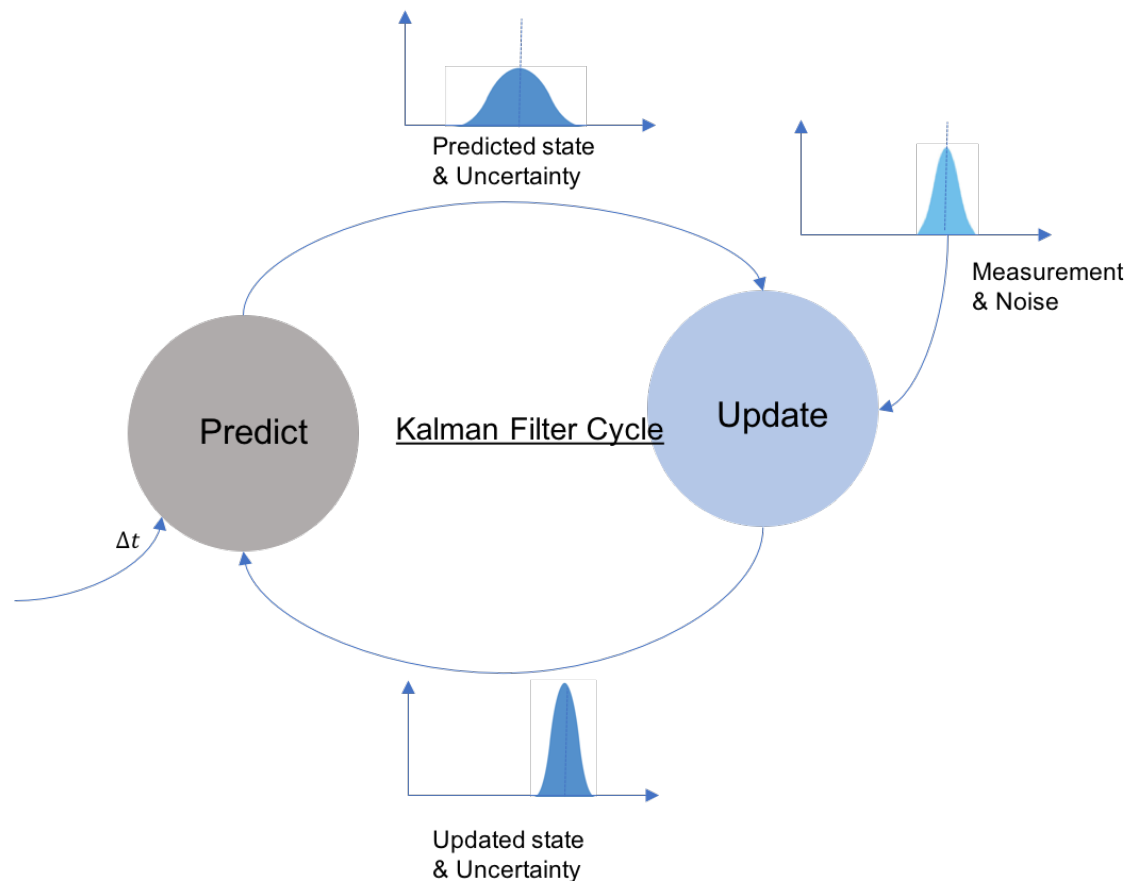 Predicted state
& Uncertainty
Measurement
& Noise
Predict
Kalman Filter Cycle
Update
Δt
Updated state
& Uncertainty